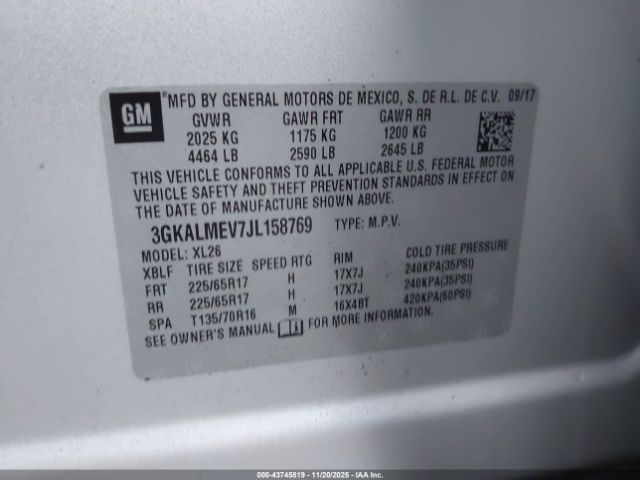 GM
*MFD BY GENERAL MOTORS DE MEXICO, S. DE R.L. DE C.V. 09/17
GVWR GAWR FRT GAWR RR
2025 KG 1175 KG 1200 KG
4464 LB 2590 LB 2645 LB
THIS VEHICLE CONFORMS TO ALL APPLICABLE U.S. FEDERAL MOTOR
VEHICLE SAFETY AND THEFT PREVENTION STANDARDS IN EFFECT ON
THE DATE OF MANUFACTURE SHOWN ABOVE.
3GKALMEV7JL158769 TYPE: M.P.V.
MODEL: XL26
XBLF TIRE SIZE SPEED RTG RIM COLD TIRE PRESSURE
FRT 225/65R17 H 17X7J 240KPA(35PSI)
RR 225/65R17 H 17X7J 240KPA(35PSI)
SPA T135/70R16 M 16X4BT 420KPA(60PSI)
SEE OWNER'S MANUAL FOR MORE INFORMATION.
000-43745819 - 11/20/2025 - IAA Inc.